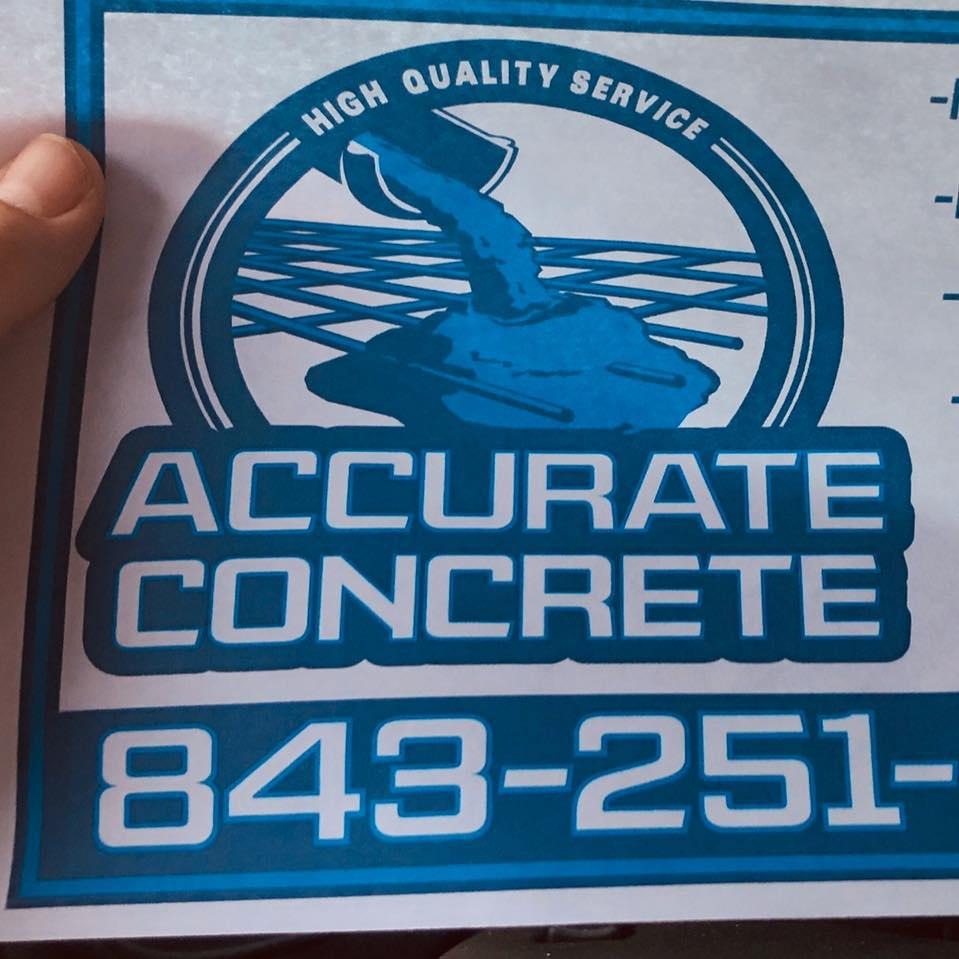 HIGH QUALITY SERVICE
ACCURATE
CONCRETE
843-251-